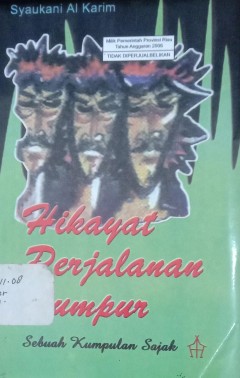 Syaukani Al Karim
Milik Pemerintah Provinsi Riau
Tahun Anggaran 2006
TIDAK DIPERJUALBELIKAN
Hikayat
Perjalanan
umpur
Sebuah Kumpulan Sajak